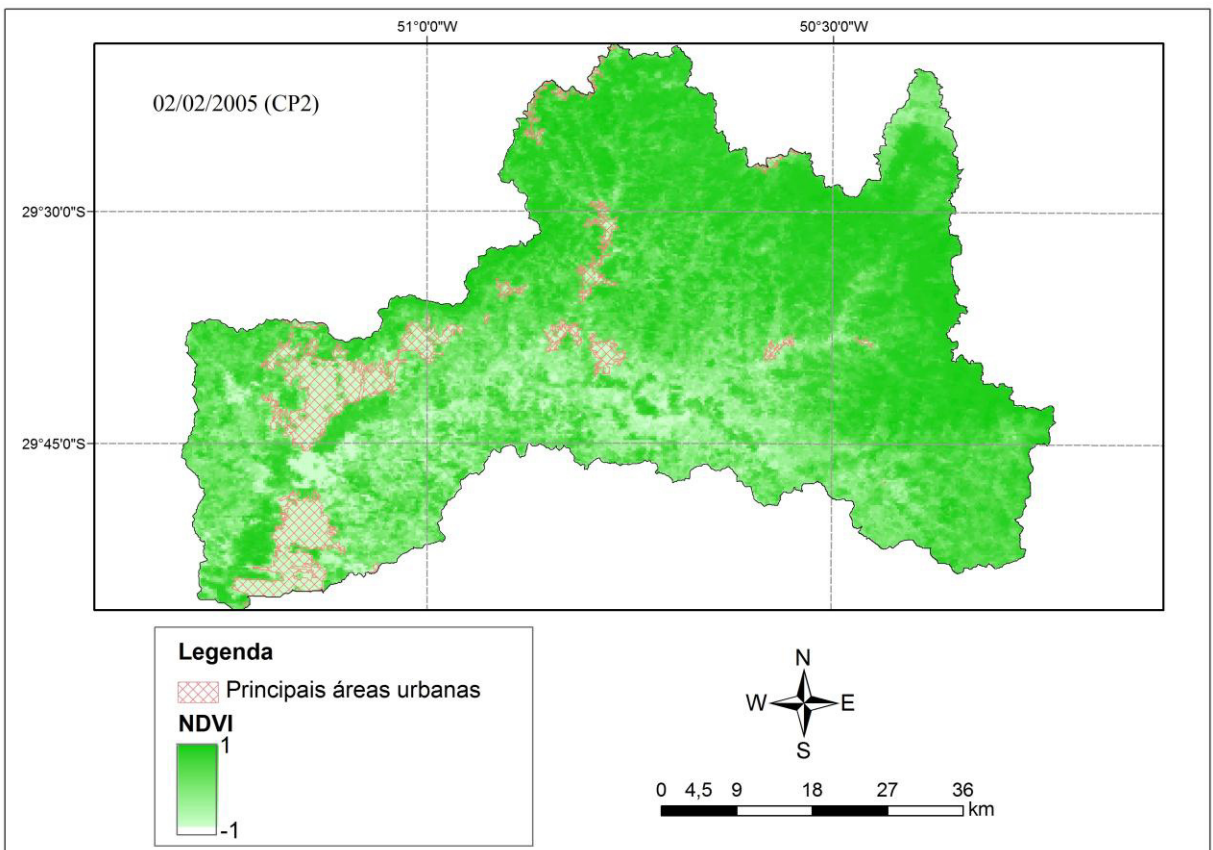 51°0'0"W
50°30'0"W
02/02/2005 (CP2)
29°30'0"S
29°45'0"S
Legenda
Principais áreas urbanas
NDVI
1
-1
N
W
E
S
0 4,5 9 18 27 36
km